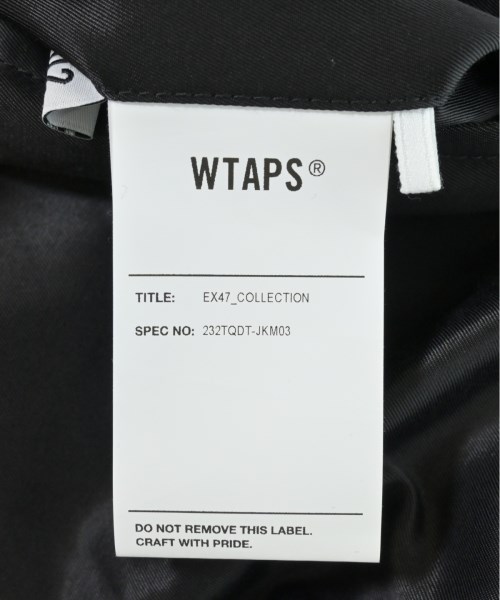 WTAPS®
TITLE: EX47_COLLECTION
SPEC NO: 232TQDT-JKM03
DO NOT REMOVE THIS LABEL.
CRAFT WITH PRIDE.